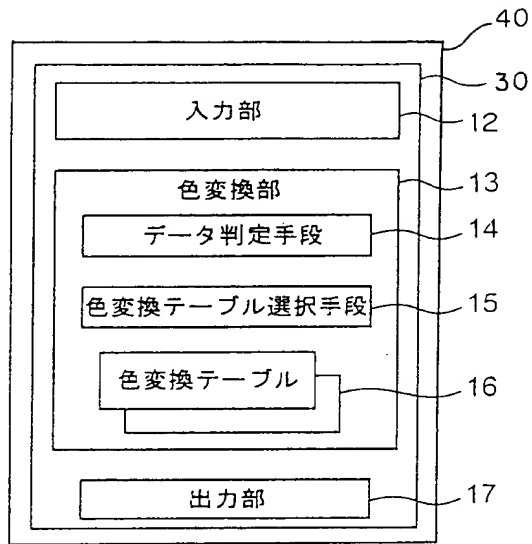 40
30
入力部
12
色変換部
13
データ判定手段
14
色変換テーブル選択手段
15
色変換テーブル
16
出力部
17